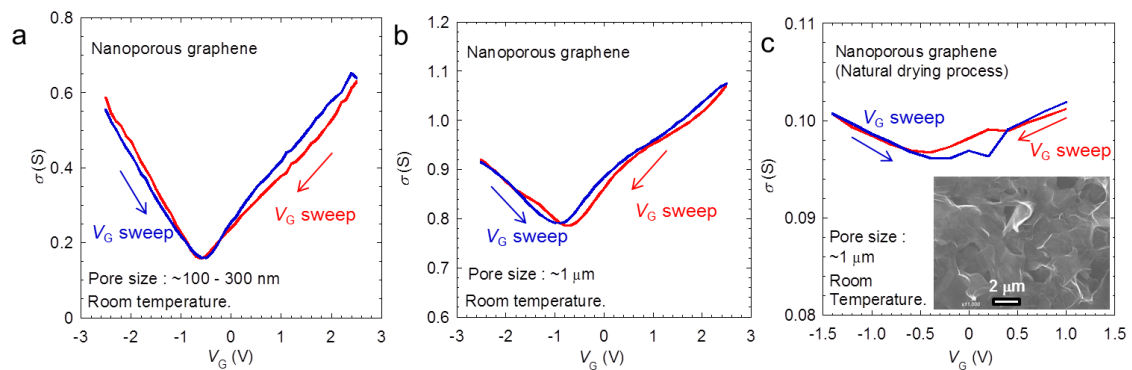 a
Nanoporous graphene
0.8
0.6
0.4
0.2
0
σ (S)
VG sweep
VG sweep
Pore size : ~100 - 300 nm
Room temperature.
-3 -2 -1 0 1 2 3
VG (V)
b
Nanoporous graphene
1.2
1.1
1.0
0.9
0.8
0.7
0.6
σ (S)
VG sweep
VG sweep
Pore size : ~1 μm
Room temperature.
-3 -2 -1 0 1 2 3
VG (V)
c
Nanoporous graphene
(Natural drying process)
0.11
0.10
0.09
0.08
σ (S)
VG sweep
VG sweep
Pore size :
~1 μm
Room
Temperature.
2 μm
-1.5 -1.0 -0.5 0 0.5 1.0 1.5
VG (V)